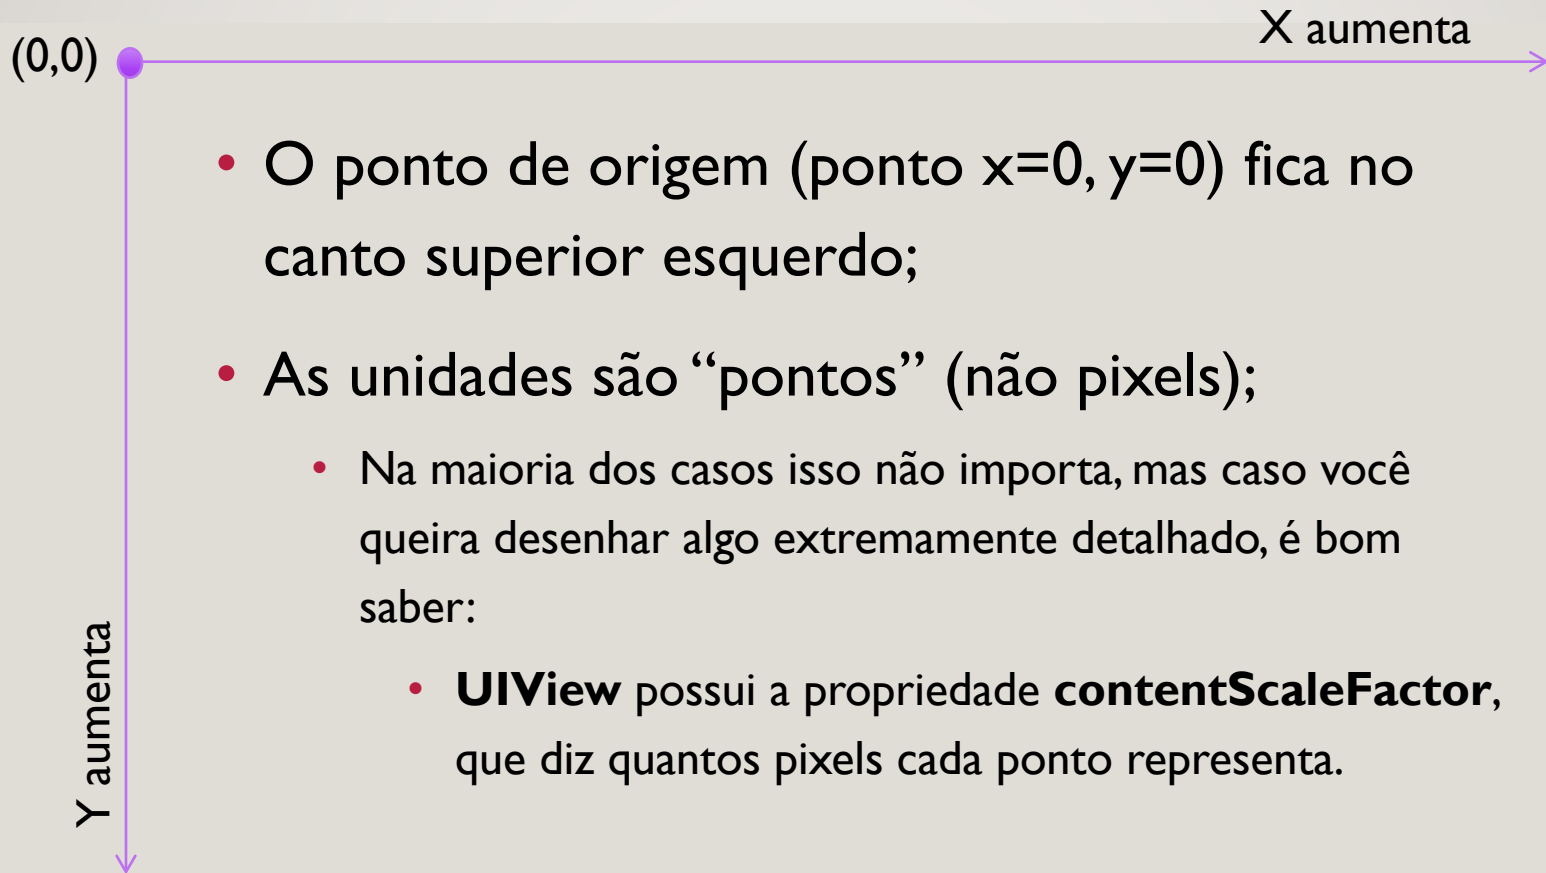 X aumenta
(0,0)
• O ponto de origem (ponto x=0, y=0) fica no
canto superior esquerdo;
• As unidades são “pontos” (não pixels);
• Na maioria dos casos isso não importa, mas caso você
queira desenhar algo extremamente detalhado, é bom
saber:
• UIView possui a propriedade contentScaleFactor,
que diz quantos pixels cada ponto representa.
Y aumenta